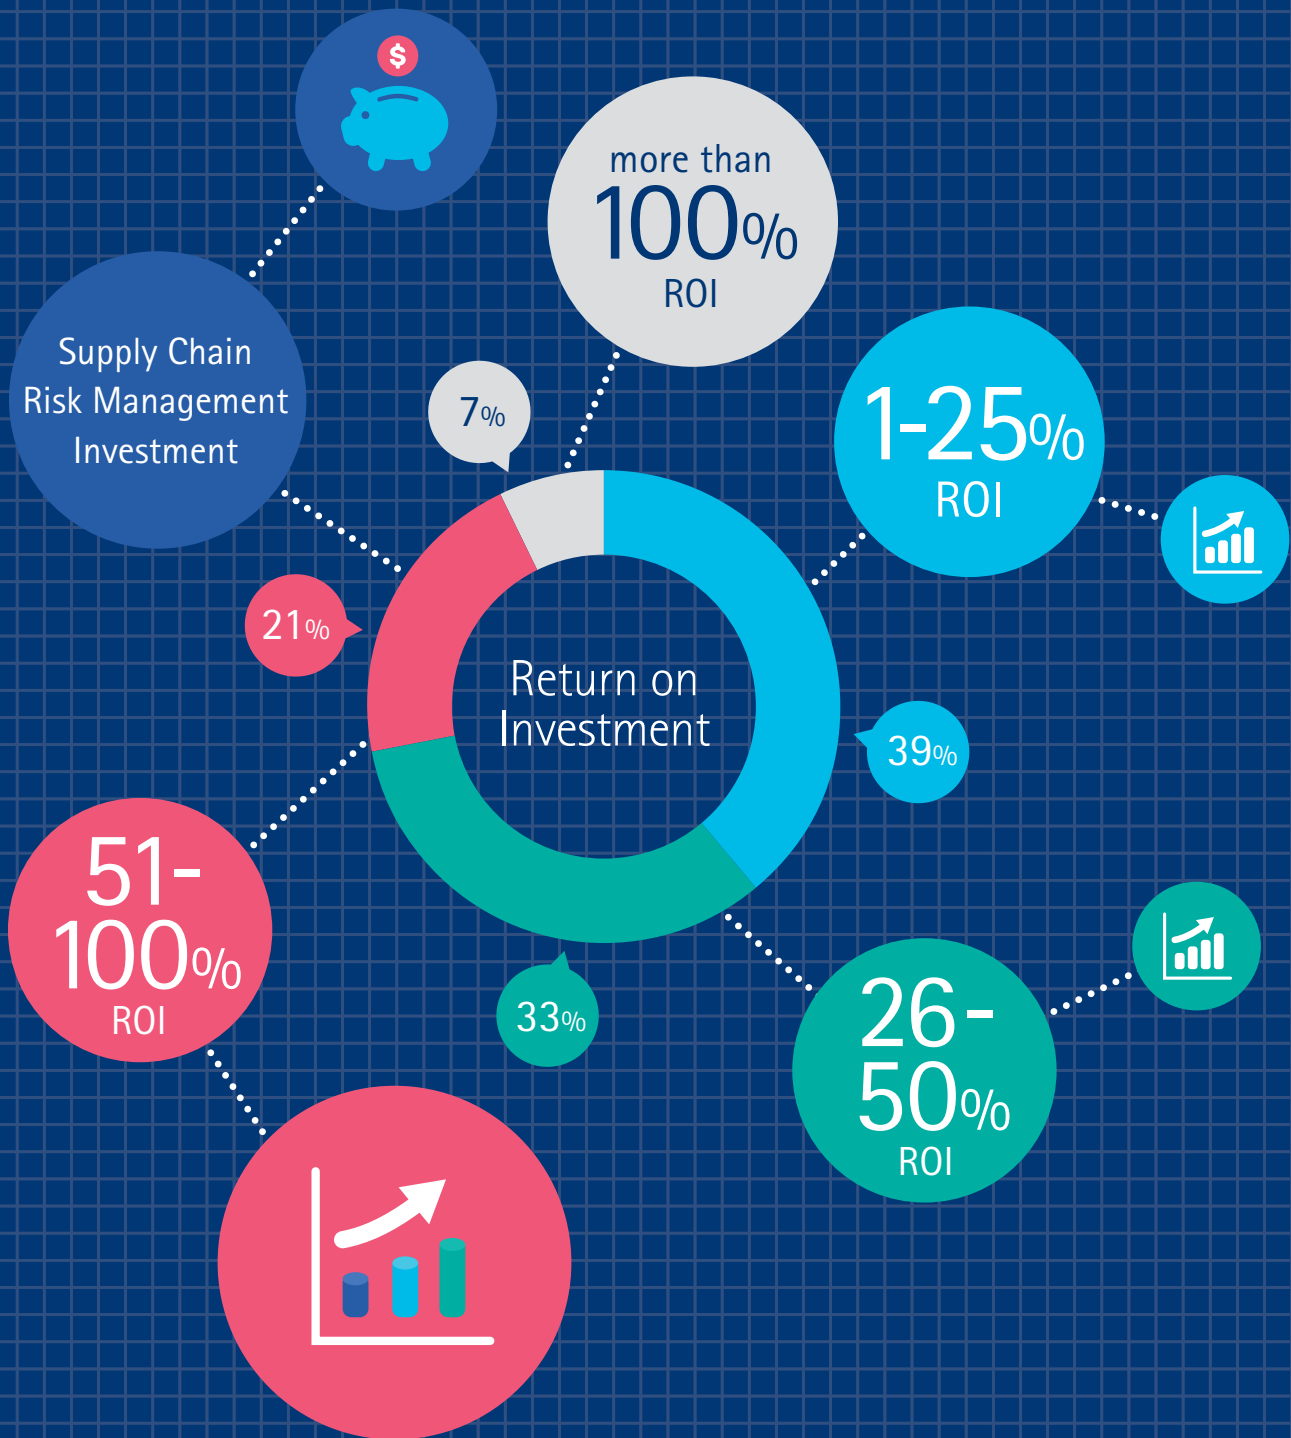 $
more than
100%
ROI
Supply Chain
Risk Management
Investment
7%
1-25%
ROI
21%
Return on
Investment
39%
51-
100%
ROI
33%
26-
50%
ROI